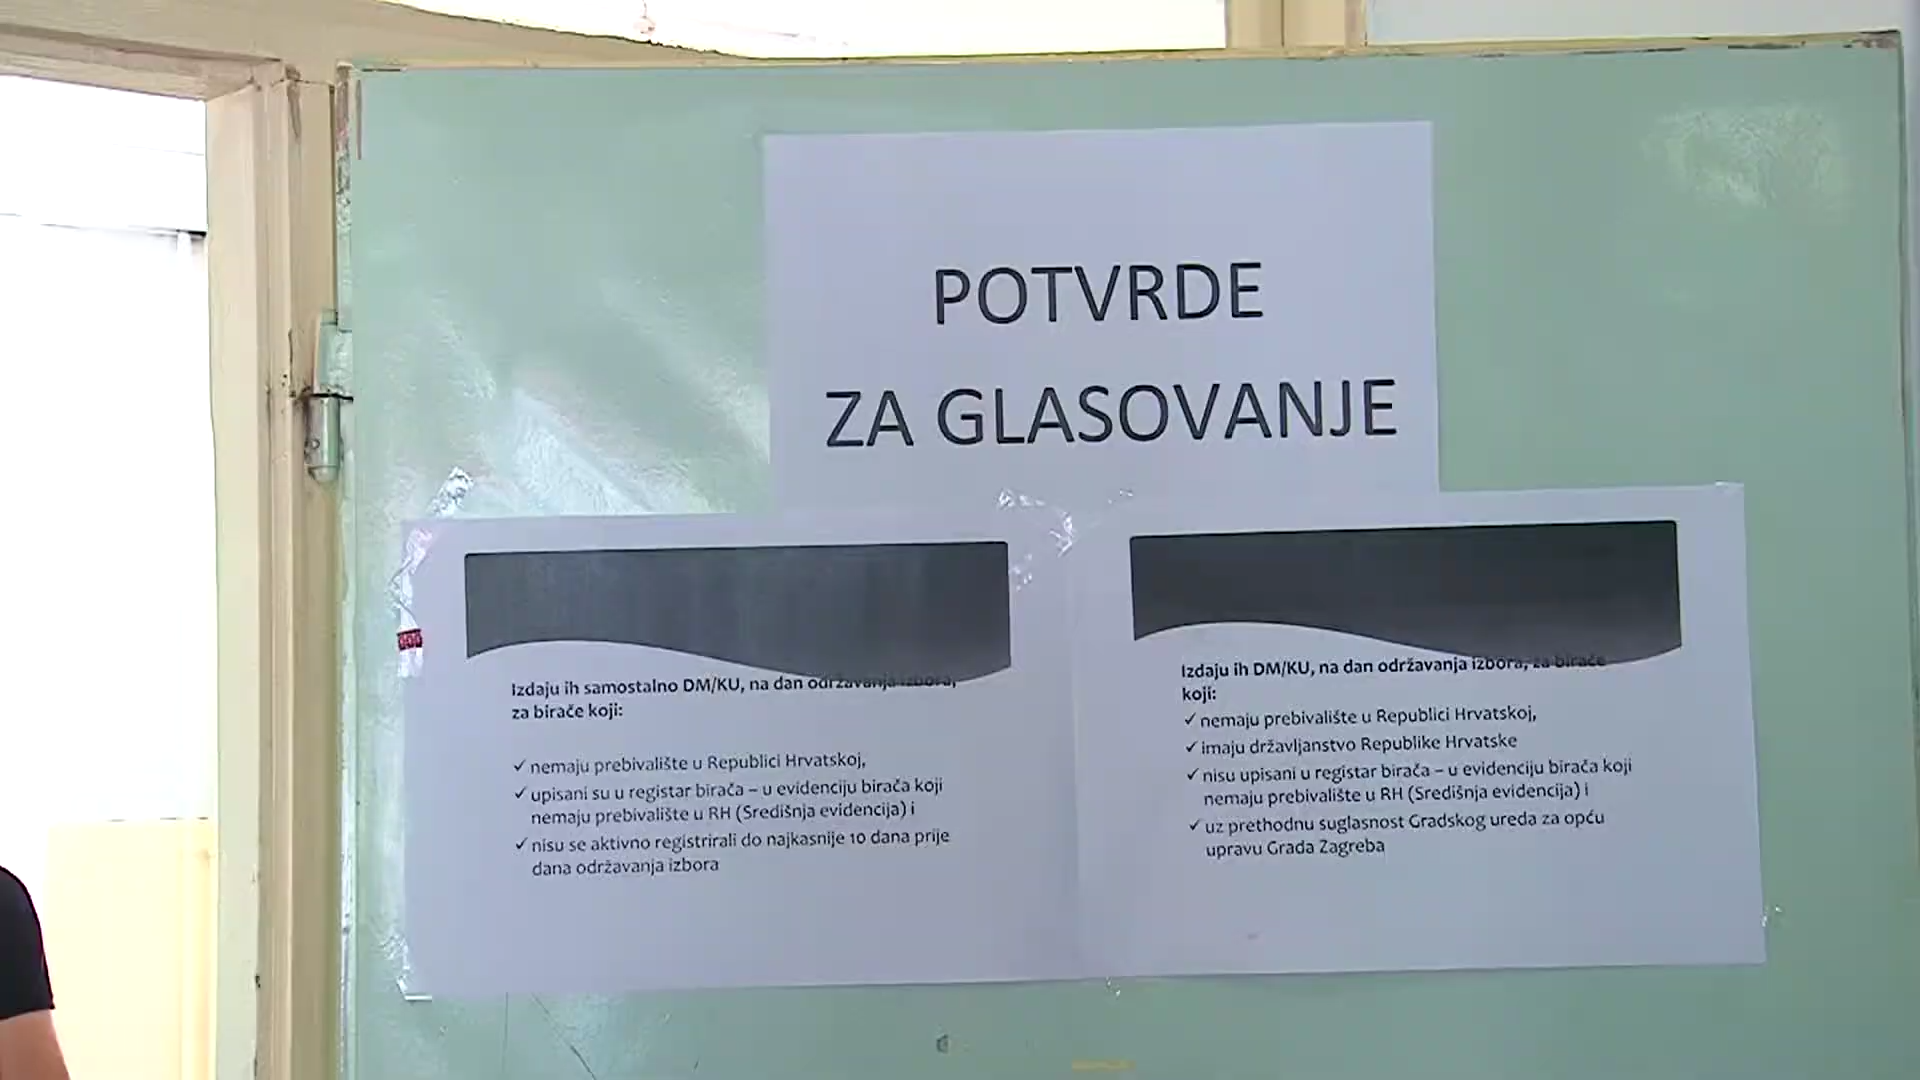 POTVRDE
ZA GLASOVANJE
Izdaju ih samostalno DM/KU, na dan održavanja izbora,
za birače koji:
✓ nemaju prebivalište u Republici Hrvatskoj,
✓ upisani su u registar birača – u evidenciju birača koji
nemaju prebivalište u RH (Središnja evidencija) i
✓ nisu se aktivno registrirali do najkasnije 10 dana prije
dana održavanja izbora
Izdaju ih DM/KU, na dan održavanja izbora, za birače
koji:
✓ nemaju prebivalište u Republici Hrvatskoj,
✓ imaju državljanstvo Republike Hrvatske
✓ nisu upisani u registar birača – u evidenciju birača koji
nemaju prebivalište u RH (Središnja evidencija) i
✓ uz prethodnu suglasnost Gradskog ureda za opću
upravu Grada Zagreba